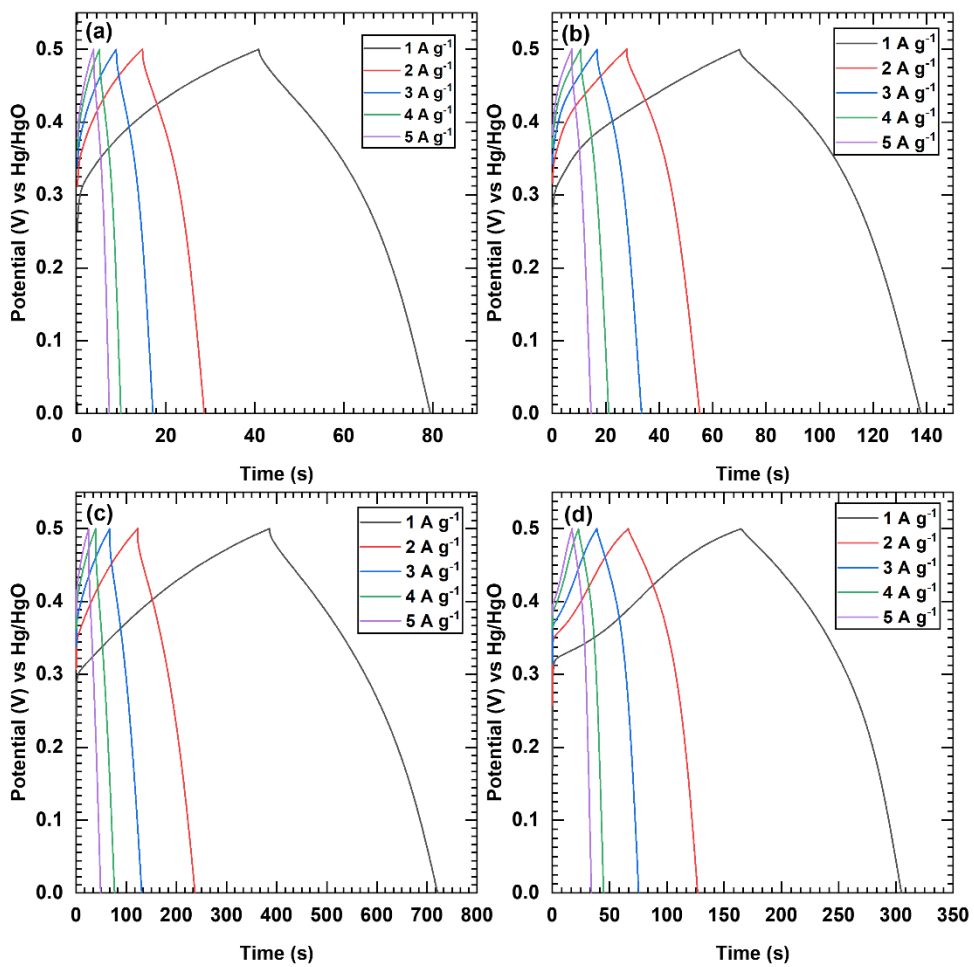 (a)
1 A g-1
2 A g-1
3 A g-1
4 A g-1
5 A g-1
Potential (V) vs Hg/HgO
0.5
0.4
0.3
0.2
0.1
0.0
0 20 40 60 80
Time (s)
(b)
1 A g-1
2 A g-1
3 A g-1
4 A g-1
5 A g-1
Potential (V) vs Hg/HgO
0.5
0.4
0.3
0.2
0.1
0.0
0 20 40 60 80 100 120 140
Time (s)
(c)
1 A g-1
2 A g-1
3 A g-1
4 A g-1
5 A g-1
Potential (V) vs Hg/HgO
0.5
0.4
0.3
0.2
0.1
0.0
0 100 200 300 400 500 600 700 800
Time (s)
(d)
1 A g-1
2 A g-1
3 A g-1
4 A g-1
5 A g-1
Potential (V) vs Hg/HgO
0.5
0.4
0.3
0.2
0.1
0.0
0 50 100 150 200 250 300 350
Time (s)